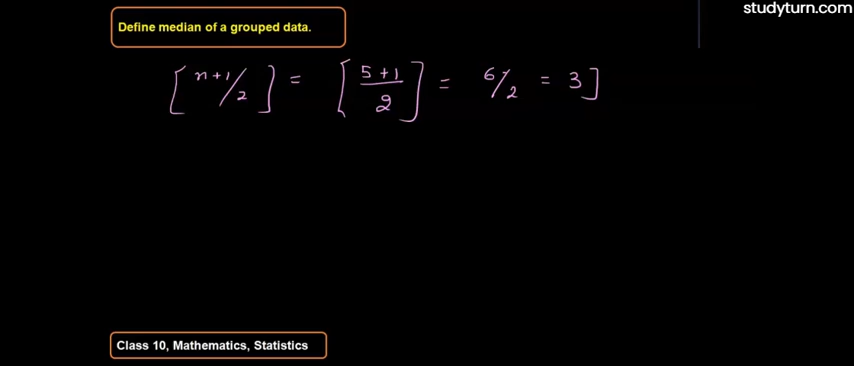 studyturn.com
Define median of a grouped data.
[n+1/2] = [5+1/2] = 6/2 = 3]
Class 10, Mathematics, Statistics